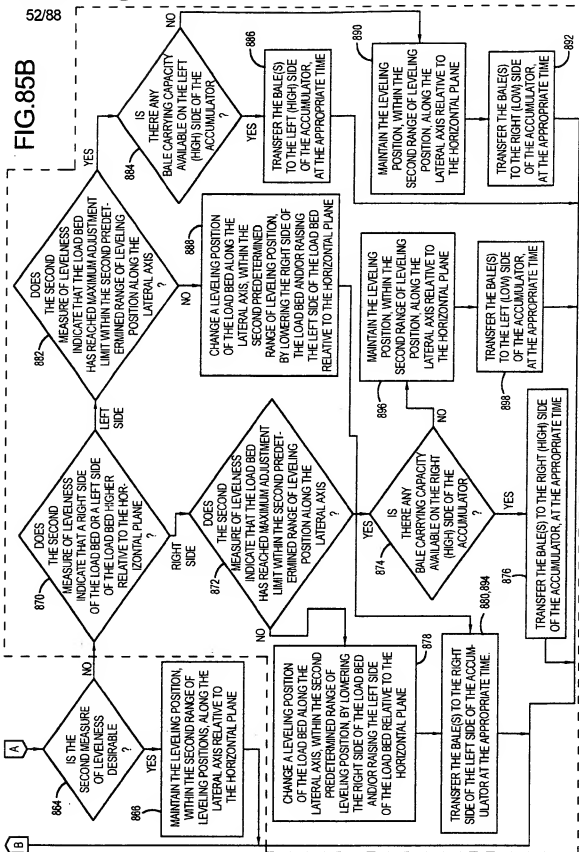 52/88
FIG.85B
A
B
IS THE
SECOND MEASURE
OF LEVELNESS
DESIRABLE
?
864
NO
YES
MAINTAIN THE LEVELING POSITION,
WITHIN THE SECOND RANGE OF
LEVELING POSITIONS, ALONG THE
LATERAL AXIS RELATIVE TO
THE HORIZONTAL PLANE
866
DOES
THE SECOND
MEASURE OF LEVELNESS
INDICATE THAT A RIGHT SIDE
OF THE LOAD BED OR A LEFT SIDE
OF THE LOAD BED HIGHER
RELATIVE TO THE HOR-
IZONTAL PLANE
?
870
LEFT
SIDE
RIGHT
SIDE
DOES
THE SECOND
MEASURE OF LEVELNESS
INDICATE THAT THE LOAD BED
HAS REACHED MAXIMUM ADJUSTMENT
LIMIT WITHIN THE SECOND PREDET-
ERMINED RANGE OF LEVELING
POSITION ALONG THE
LATERAL AXIS
?
882
YES
NO
IS
THERE ANY
BALE CARRYING CAPACITY
AVAILABLE ON THE LEFT
(HIGH) SIDE OF THE
ACCUMULATOR
?
884
NO
YES
TRANSFER THE BALE(S)
TO THE LEFT (HIGH) SIDE
OF THE ACCUMULATOR,
AT THE APPROPRIATE TIME
886
CHANGE A LEVELING POSITION
OF THE LOAD BED ALONG THE
LATERAL AXIS, WITHIN THE
SECOND PREDETERMINED
RANGE OF LEVELING POSITION,
BY LOWERING THE RIGHT SIDE OF
THE LOAD BED AND/OR RAISING
THE LEFT SIDE OF THE LOAD BED
RELATIVE TO THE HORIZONTAL PLANE
888
MAINTAIN THE LEVELING
POSITION, WITHIN THE
SECOND RANGE OF LEVELING
POSITION, ALONG THE
LATERAL AXIS RELATIVE TO
THE HORIZONTAL PLANE
890
TRANSFER THE BALE(S)
TO THE RIGHT (LOW) SIDE
OF THE ACCUMULATOR,
AT THE APPROPRIATE TIME
892
DOES
THE SECOND
MEASURE OF LEVELNESS
INDICATE THAT THE LOAD BED
HAS REACHED MAXIMUM ADJUSTMENT
LIMIT WITHIN THE SECOND PREDET-
ERMINED RANGE OF LEVELING
POSITION ALONG THE
LATERAL AXIS
?
872
NO
YES
IS
THERE ANY
BALE CARRYING CAPACITY
AVAILABLE ON THE RIGHT
(HIGH) SIDE OF THE
ACCUMULATOR
?
874
NO
YES
MAINTAIN THE LEVELING
POSITION, WITHIN THE
SECOND RANGE OF LEVELING
POSITION, ALONG THE
LATERAL AXIS RELATIVE TO
THE HORIZONTAL PLANE
896
TRANSFER THE BALE(S)
TO THE LEFT (LOW) SIDE
OF THE ACCUMULATOR,
AT THE APPROPRIATE TIME
898
CHANGE A LEVELING POSITION
OF THE LOAD BED ALONG THE
LATERAL AXIS, WITHIN THE SECOND
PREDETERMINED RANGE OF
LEVELING POSITION, BY LOWERING
THE RIGHT SIDE OF THE LOAD BED
AND/OR RAISING THE LEFT SIDE
OF THE LOAD BED RELATIVE TO THE
HORIZONTAL PLANE
878
TRANSFER THE BALE(S) TO THE RIGHT
SIDE OF THE LEFT SIDE OF THE ACCUM-
ULATOR AT THE APPROPRIATE TIME.
880,894
TRANSFER THE BALE(S) TO THE RIGHT (HIGH) SIDE
OF THE ACCUMULATOR, AT THE APPROPRIATE TIME
876